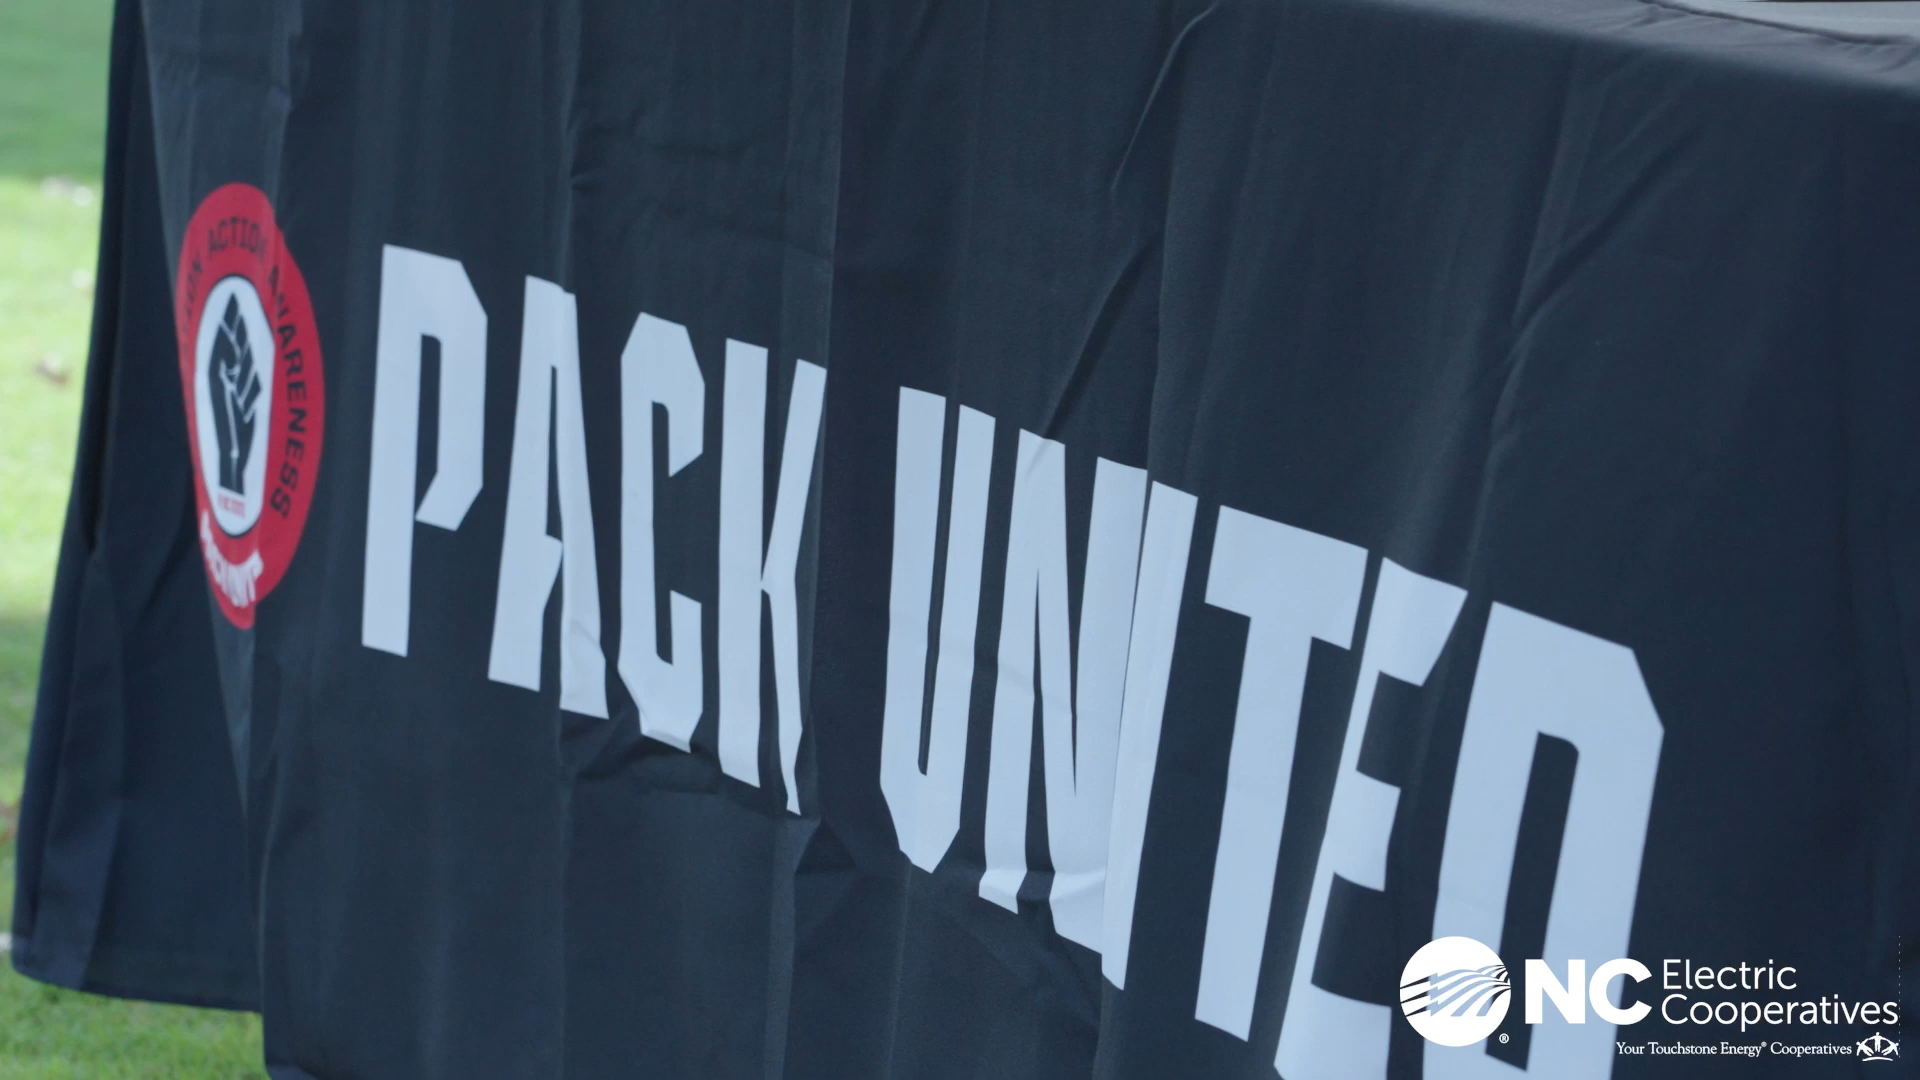 ACTION AWARENESS
PACK UNITED
NC Electric
Cooperatives
®
Your Touchstone Energy® Cooperatives